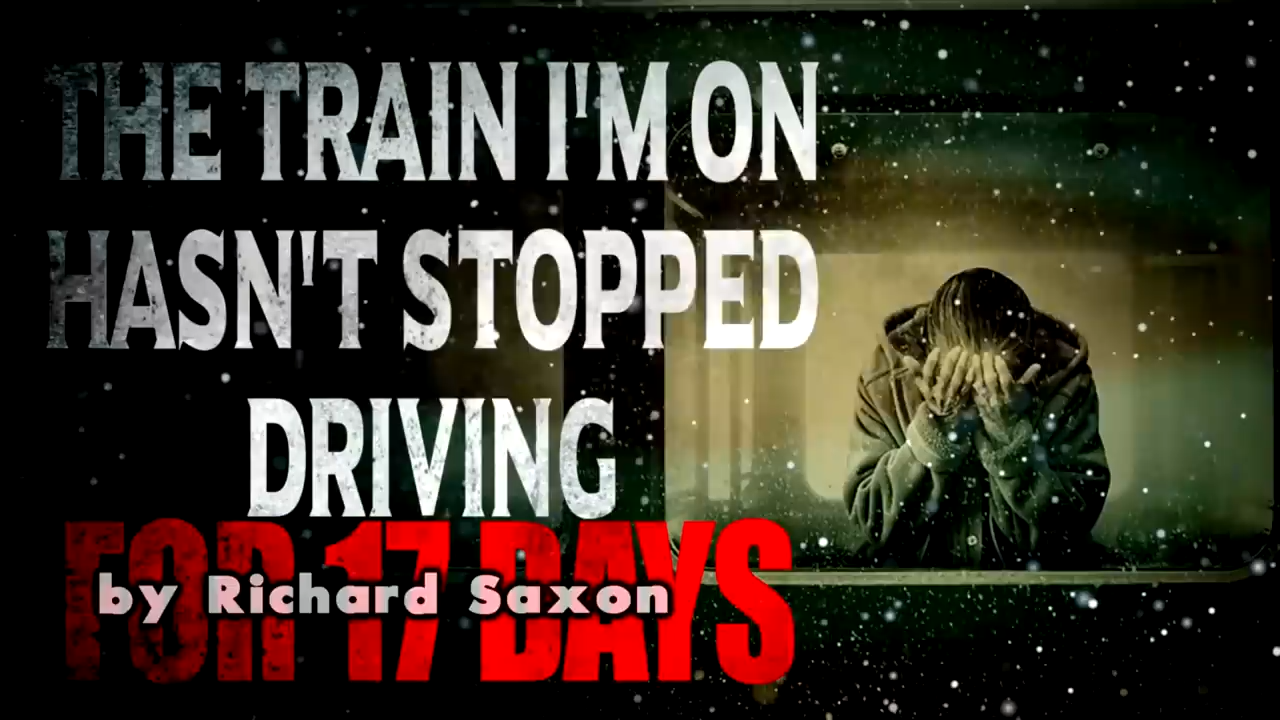 THE TRAIN I'M ON
HASN'T STOPPED
DRIVING
FOR 17 DAYS
by Richard Saxon